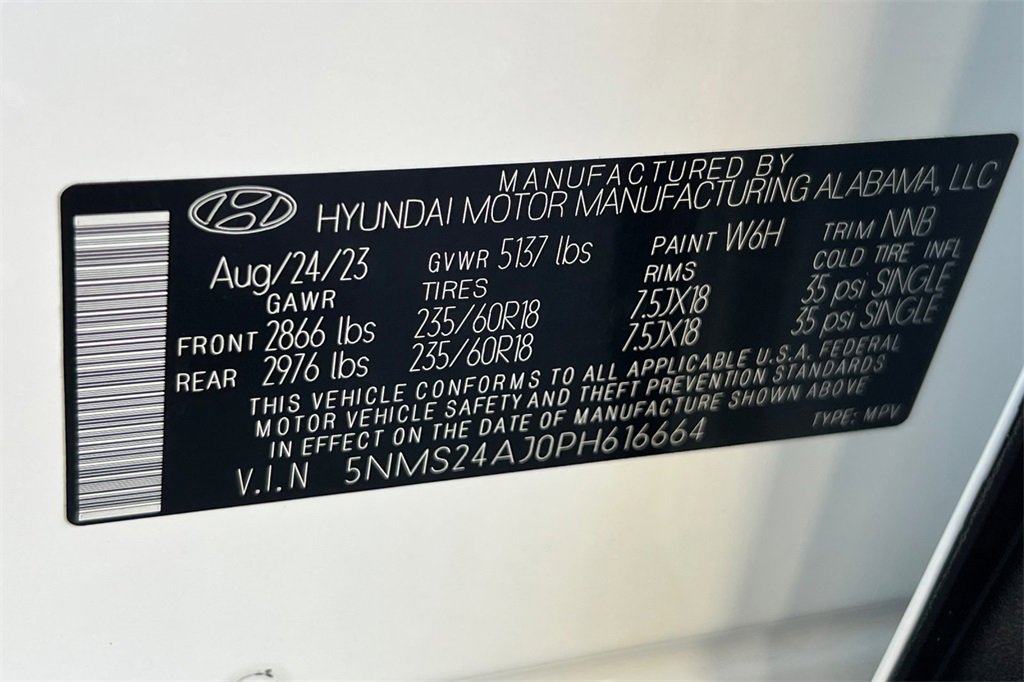 MANUFACTURED BY
HYUNDAI MOTOR MANUFACTURING ALABAMA, LLC
Aug/24/23 GVWR 5137 lbs PAINT W6H TRIM NNB
GAWR TIRES RIMS COLD TIRE INFL
FRONT 2866 lbs 235/60R18 7.5JX18 35 psi SINGLE
REAR 2976 lbs 235/60R18 7.5JX18 35 psi SINGLE
THIS VEHICLE CONFORMS TO ALL APPLICABLE U.S.A. FEDERAL
MOTOR VEHICLE SAFETY AND THEFT PREVENTION STANDARDS
IN EFFECT ON THE DATE OF MANUFACTURE SHOWN ABOVE
V.I.N 5NMS24AJ0PH616664 TYPE: MPV